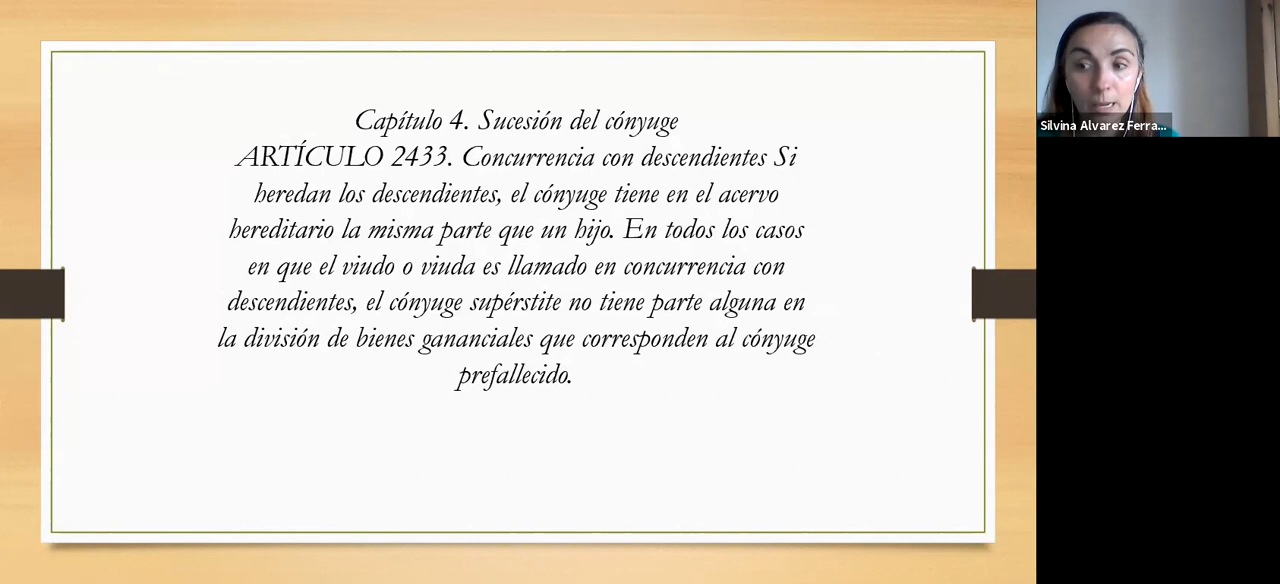 Capítulo 4. Sucesión del cónyuge
ARTÍCULO 2433. Concurrencia con descendientes Si
heredan los descendientes, el cónyuge tiene en el acervo
hereditario la misma parte que un hijo. En todos los casos
en que el viudo o viuda es llamado en concurrencia con
descendientes, el cónyuge supérstite no tiene parte alguna en
la división de bienes gananciales que corresponden al cónyuge
prefallecido.
Silvina Alvarez Ferra...